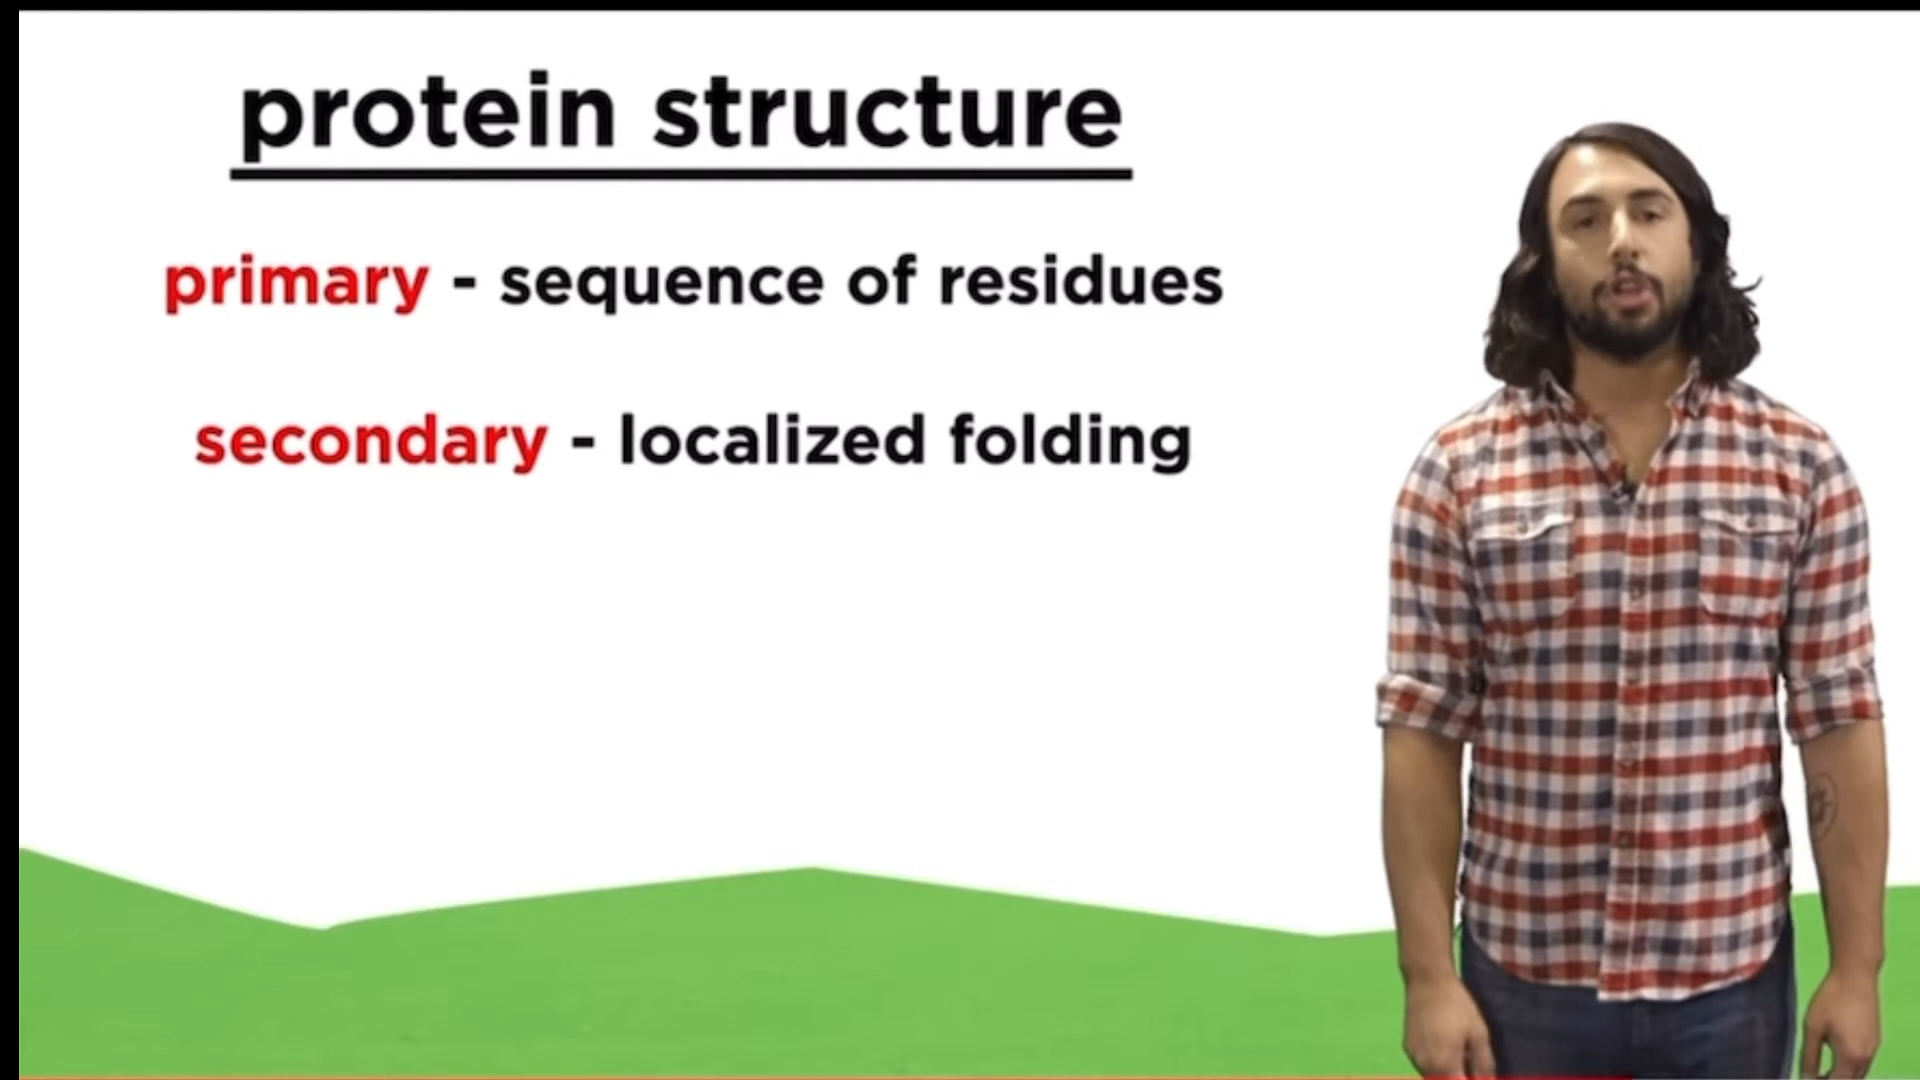 protein structure
primary - sequence of residues
secondary - localized folding